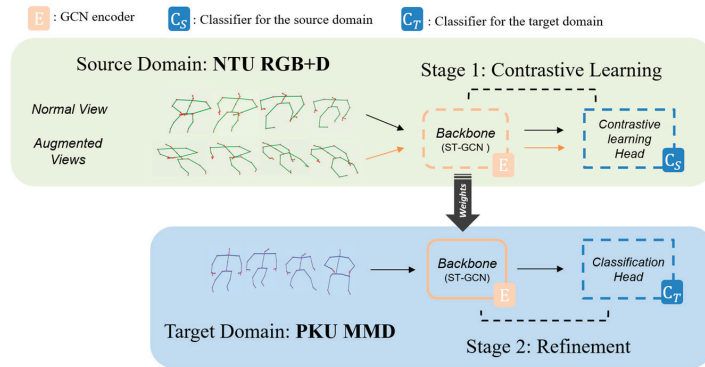 E : GCN encoder
C_S : Classifier for the source domain
C_T : Classifier for the target domain
Source Domain: NTU RGB+D
Stage 1: Contrastive Learning
Normal View
Augmented
Views
Backbone
(ST-GCN )
E
Contrastive
learning
Head
C_S
Weights
Backbone
(ST-GCN)
E
Classification
Head
C_T
Target Domain: PKU MMD
Stage 2: Refinement